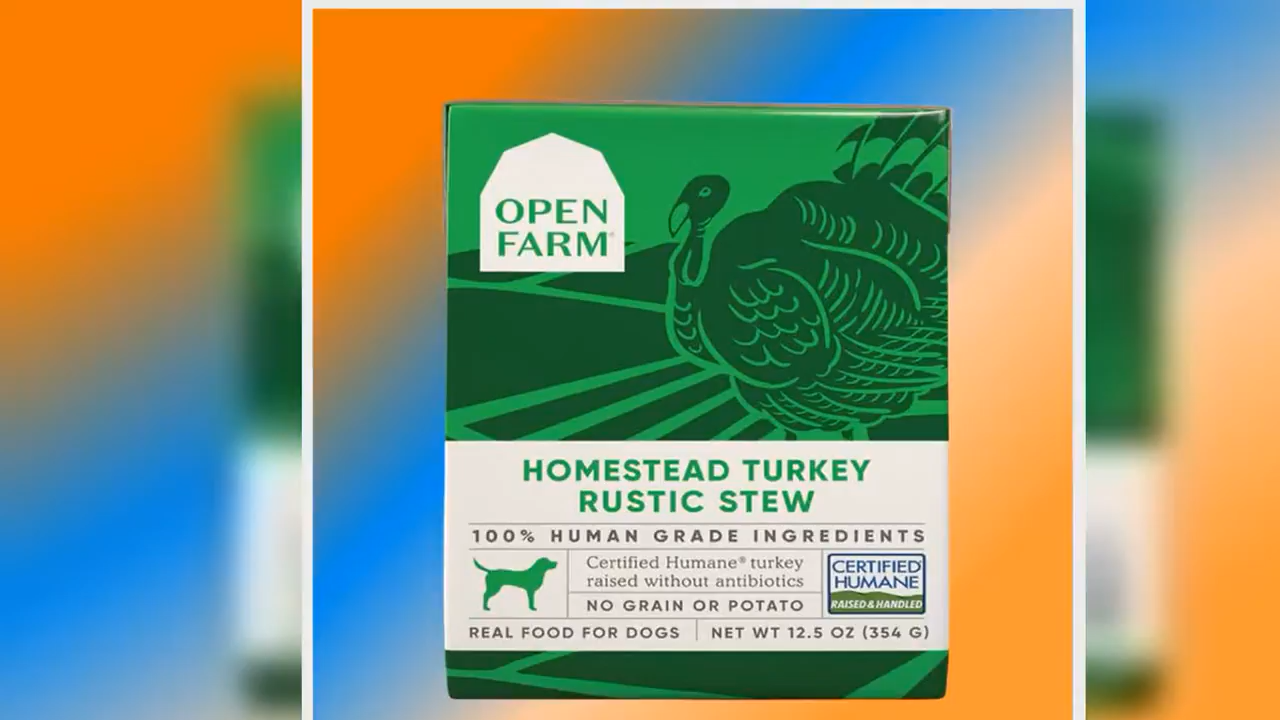 OPEN
FARM
HOMESTEAD TURKEY
RUSTIC STEW
100% HUMAN GRADE INGREDIENTS
Certified Humane® turkey
raised without antibiotics
NO GRAIN OR POTATO
CERTIFIED
HUMANE
RAISED & HANDLED
REAL FOOD FOR DOGS
NET WT 12.5 OZ (354 G)